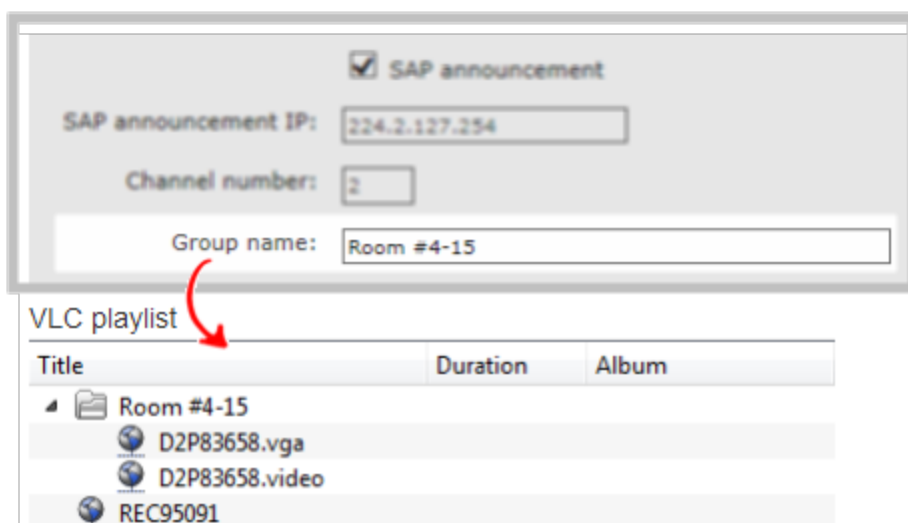 SAP announcement
SAP announcement IP: 224.2.127.254
Channel number: 2
Group name: Room #4-15
VLC playlist
Title Duration Album
Room #4-15
D2P83658.vga
D2P83658.video
REC95091